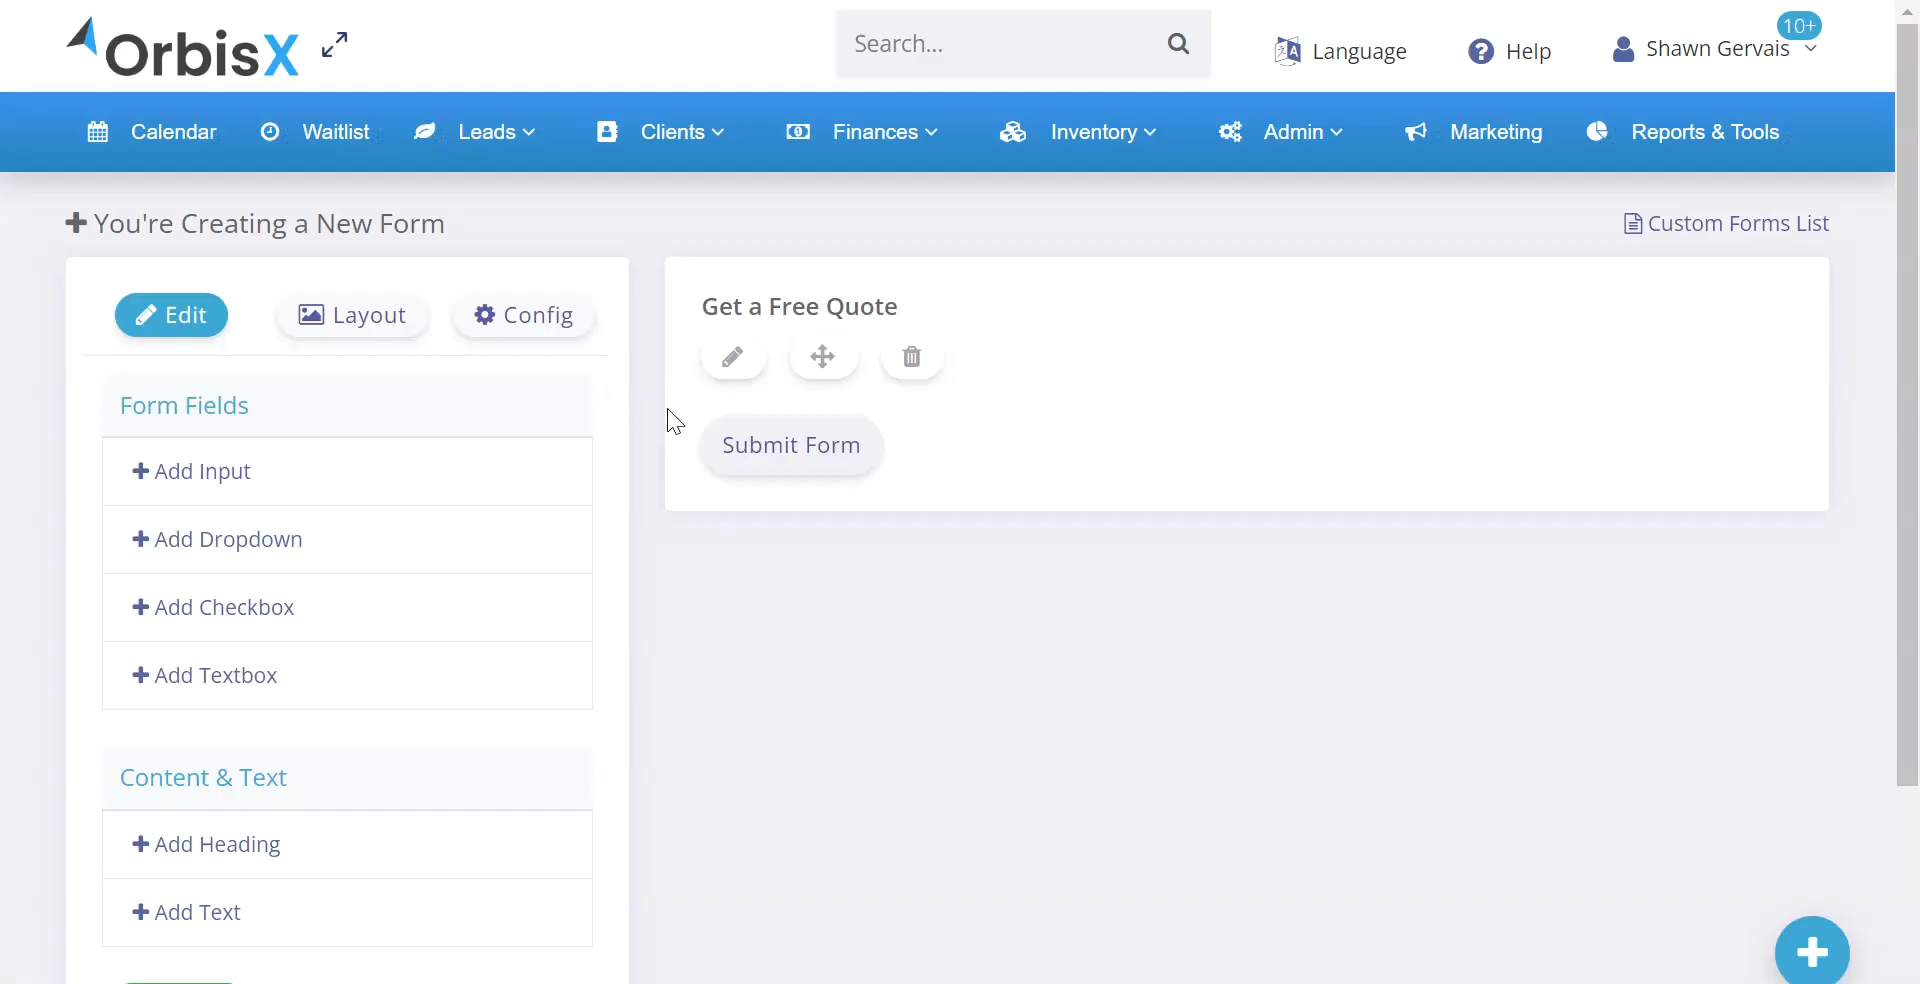 OrbisX
Search...
Language
Help
Shawn Gervais
10+
Calendar
Waitlist
Leads
Clients
Finances
Inventory
Admin
Marketing
Reports & Tools
You're Creating a New Form
Custom Forms List
Edit
Layout
Config
Form Fields
Add Input
Add Dropdown
Add Checkbox
Add Textbox
Content & Text
Add Heading
Add Text
Get a Free Quote
Submit Form